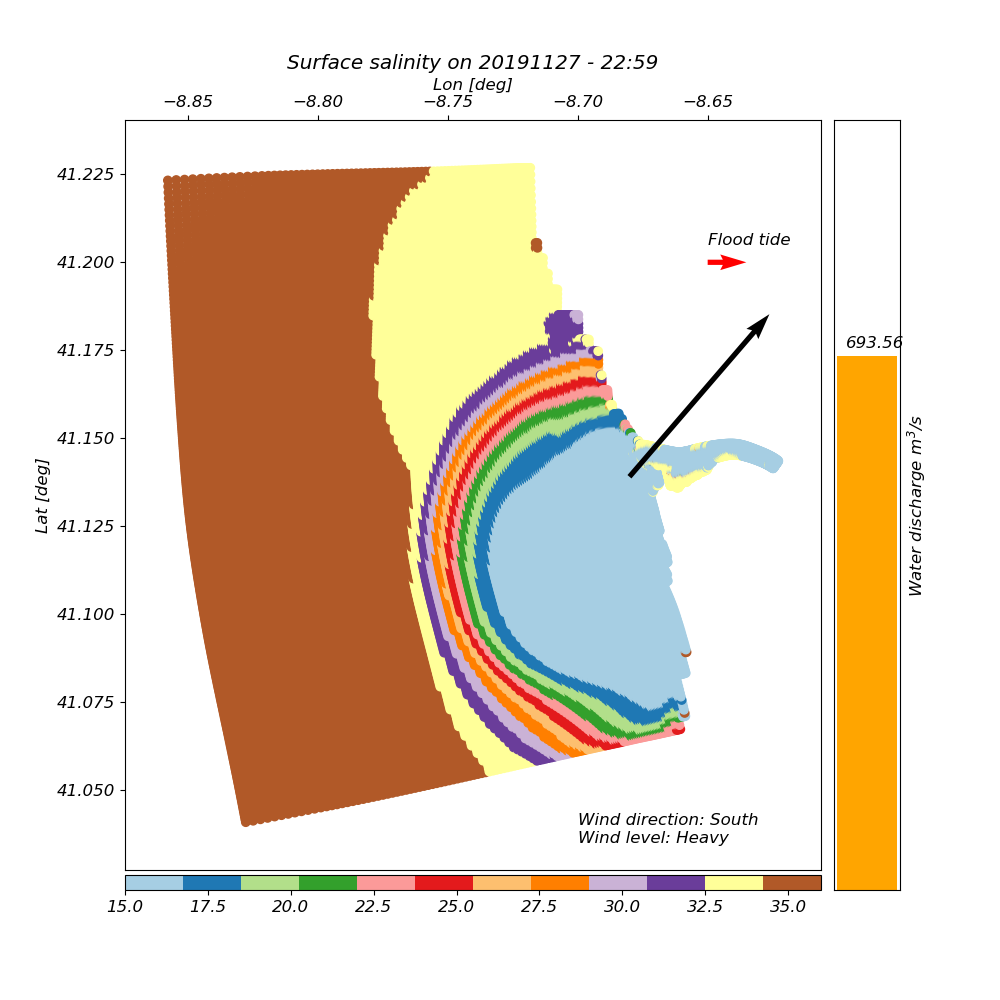 Surface salinity on 20191127 - 22:59
Lon [deg]
−8.85 −8.80 −8.75 −8.70 −8.65
41.225
41.200
41.175
41.150
41.125
41.100
41.075
41.050
Lat [deg]
Flood tide
693.56
Water discharge m³/s
Wind direction: South
Wind level: Heavy
15.0 17.5 20.0 22.5 25.0 27.5 30.0 32.5 35.0